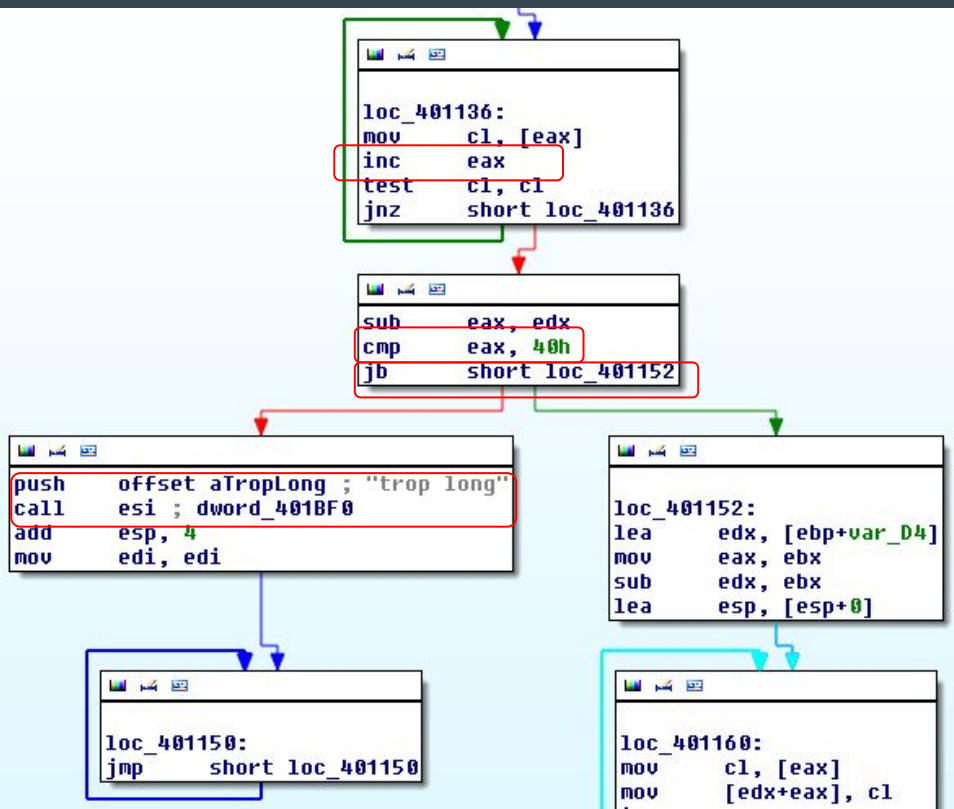 loc_401136:
mov cl, [eax]
inc eax
test cl, cl
jnz short loc_401136
sub eax, edx
cmp eax, 40h
jb short loc_401152
push offset aTropLong ; "trop long"
call esi ; dword_401BF0
add esp, 4
mov edi, edi
loc_401152:
lea edx, [ebp+var_D4]
mov eax, ebx
sub edx, ebx
lea esp, [esp+0]
loc_401150:
jmp short loc_401150
loc_401160:
mov cl, [eax]
mov [edx+eax], cl